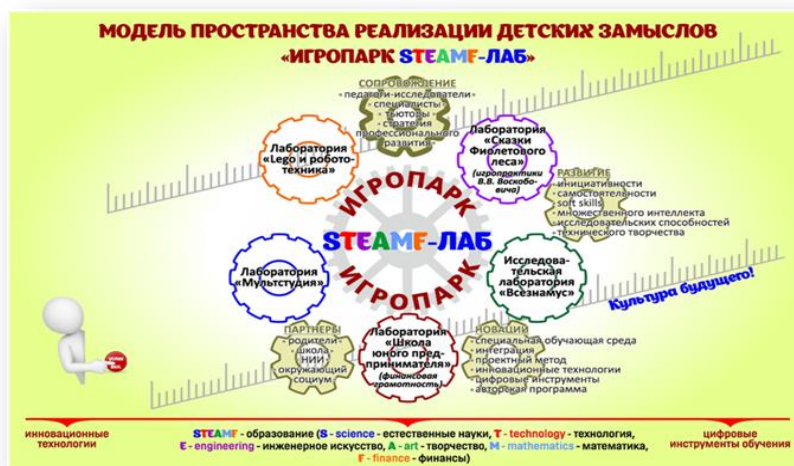 МОДЕЛЬ ПРОСТРАНСТВА РЕАЛИЗАЦИИ ДЕТСКИХ ЗАМЫСЛОВ
«ИГРОПАРК STEAMF-ЛАБ»
СОПРОВОЖДЕНИЕ
- педагоги-исследователи -
- специалисты
- тьюторы -
- стратегия
профессионального
развития -
Лаборатория
«Lego и робото-
техника»
Лаборатория
«Сказки
Фиолетового
леса»
(игропрактики
В.В. Воскобо-
вича)
РАЗВИТИЕ
- инициативности
- самостоятельности
soft skills
- множественного интеллекта
- исследовательских способностей
- технического творчества
ИГРОПАРК
STEAMF-ЛАБ
ИГРОПАРК
Лаборатория
«Мультстудия»
Исследова-
тельская
лаборатория
«Всезнамус»
Культура будущего!
ПАРТНЕРЫ
- родители -
- школа -
- НИИ -
- окружающий
социум
Лаборатория
«Школа
юного пред-
принимателя»
(финансовая
грамотность)
НОВАЦИИ
- специальная обучающая среда
- интеграция
- проектный метод
- инновационные технологии
- цифровые инструменты
- авторская программа
инновационные
технологии
STEAMF - образование (S - science - естественные науки, T - technology - технология,
E - engineering - инженерное искусство, A - art - творчество, M - mathematics - математика,
F - finance - финансы)
цифровые
инструменты обучения